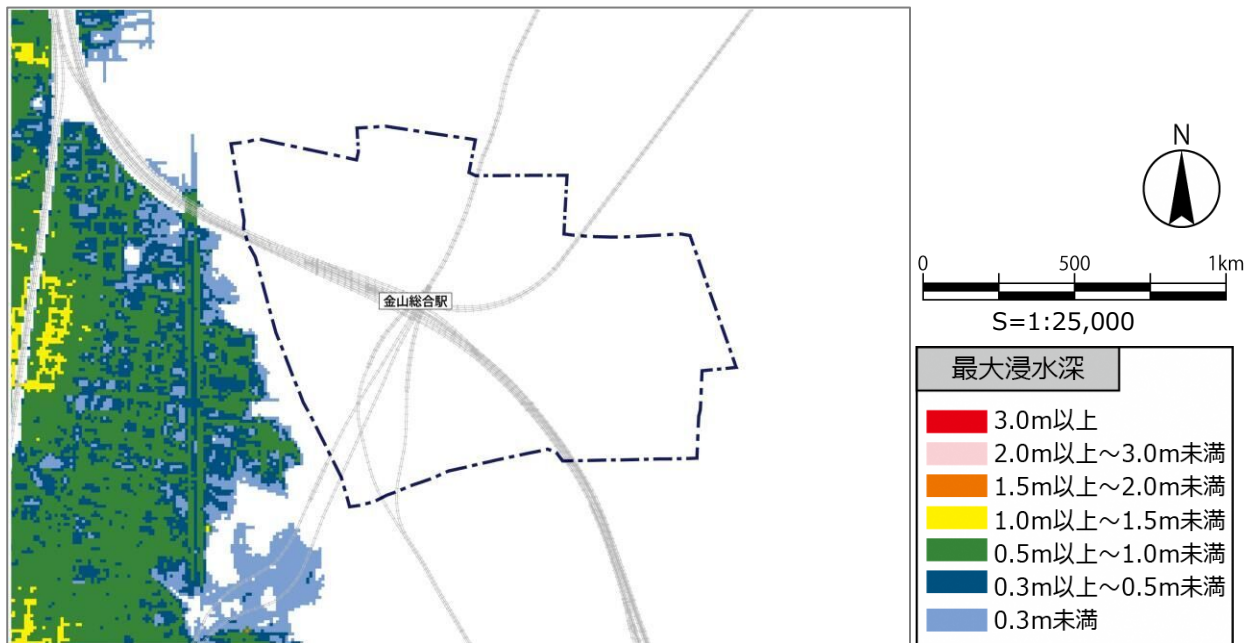 金山総合駅
N
0 500 1km
S=1:25,000
最大浸水深
3.0m以上
2.0m以上~3.0m未満
1.5m以上~2.0m未満
1.0m以上~1.5m未満
0.5m以上~1.0m未満
0.3m以上~0.5m未満
0.3m未満